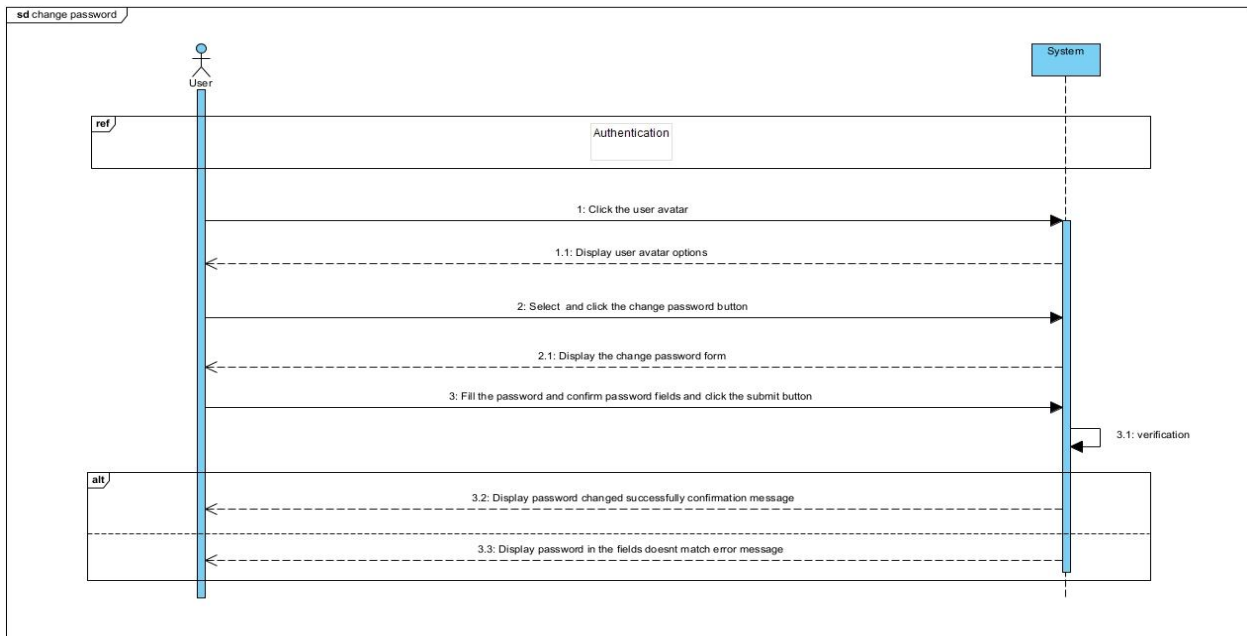 sd change password
User
System
ref
Authentication
1: Click the user avatar
1.1: Display user avatar options
2: Select and click the change password button
2.1: Display the change password form
3: Fill the password and confirm password fields and click the submit button
3.1: verification
alt
3.2: Display password changed successfully confirmation message
3.3: Display password in the fields doesnt match error message